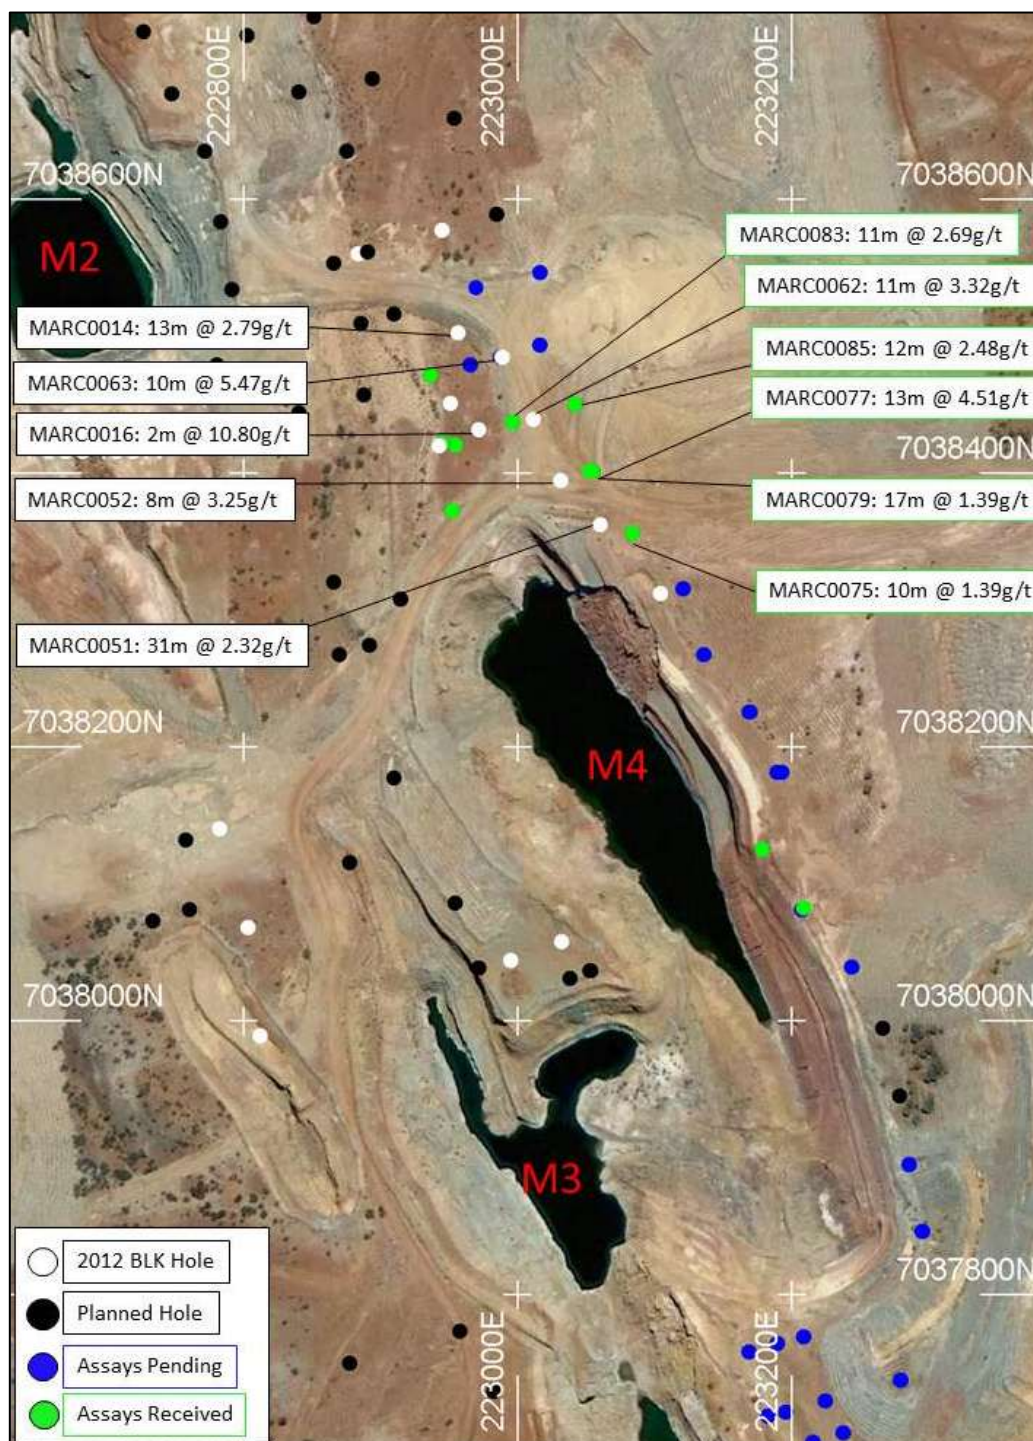 222800E
223000E
223200E
7038600N
7038600N
M2
MARC0083: 11m @ 2.69g/t
MARC0062: 11m @ 3.32g/t
MARC0014: 13m @ 2.79g/t
MARC0085: 12m @ 2.48g/t
MARC0063: 10m @ 5.47g/t
MARC0077: 13m @ 4.51g/t
MARC0016: 2m @ 10.80g/t
7038400N
MARC0052: 8m @ 3.25g/t
MARC0079: 17m @ 1.39g/t
MARC0075: 10m @ 1.39g/t
MARC0051: 31m @ 2.32g/t
7038200N
7038200N
M4
7038000N
7038000N
M3
2012 BLK Hole
Planned Hole
Assays Pending
Assays Received
7037800N
223000E
223200E